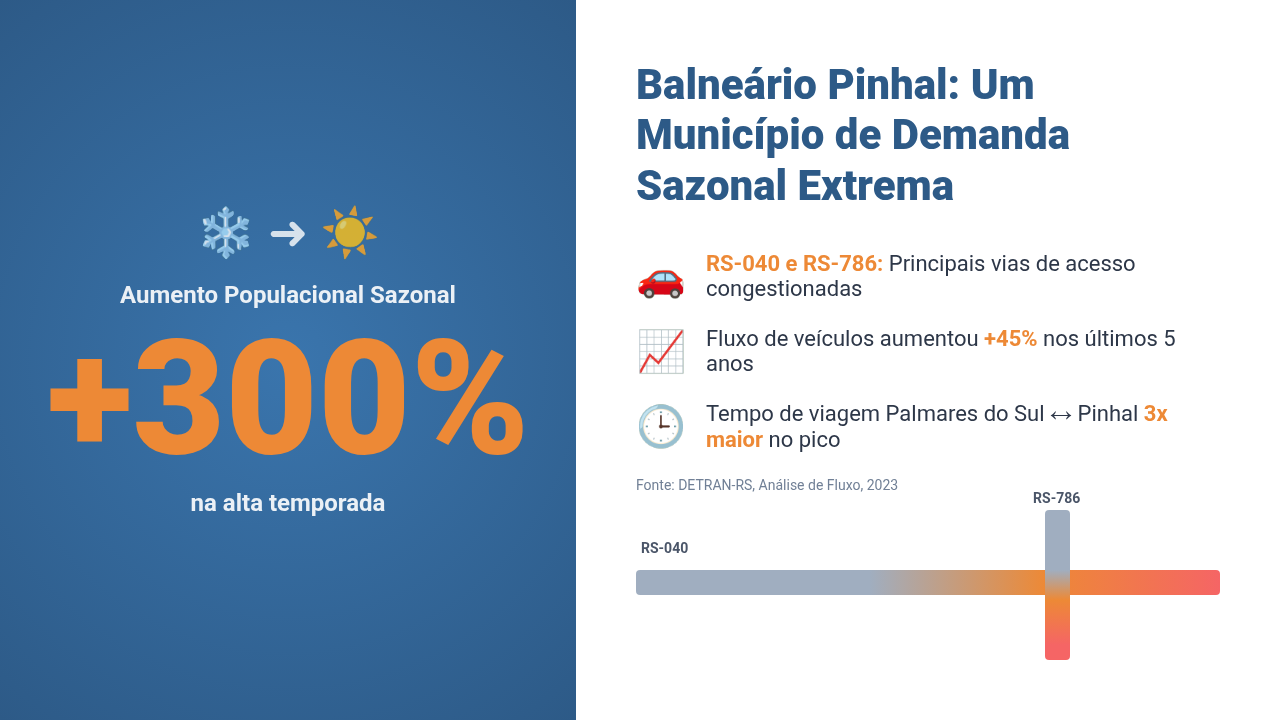 Aumento Populacional Sazonal
+300%
na alta temporada
Balneário Pinhal: Um
Município de Demanda
Sazonal Extrema
RS-040 e RS-786: Principais vias de acesso
congestionadas
Fluxo de veículos aumentou +45% nos últimos 5
anos
Tempo de viagem Palmares do Sul ↔ Pinhal 3x
maior no pico
Fonte: DETRAN-RS, Análise de Fluxo, 2023
RS-786
RS-040